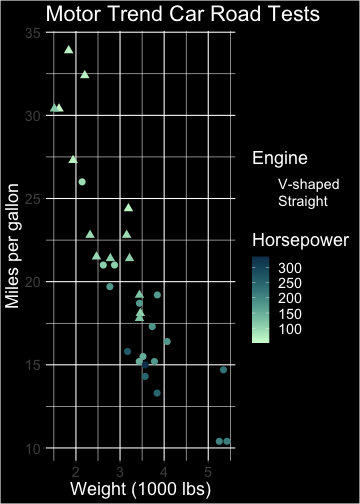 Motor Trend Car Road Tests
35
30
25
20
15
10
Miles per gallon
2 3 4 5
Weight (1000 lbs)
Engine
V-shaped
Straight
Horsepower
300
250
200
150
100